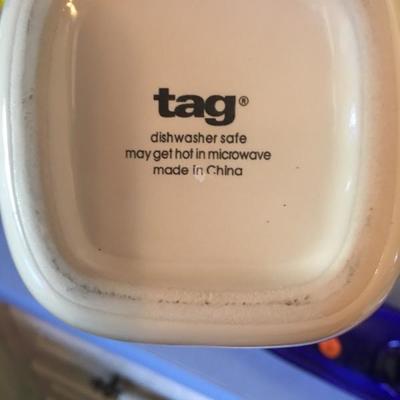 tag®
dishwasher safe
may get hot in microwave
made in China